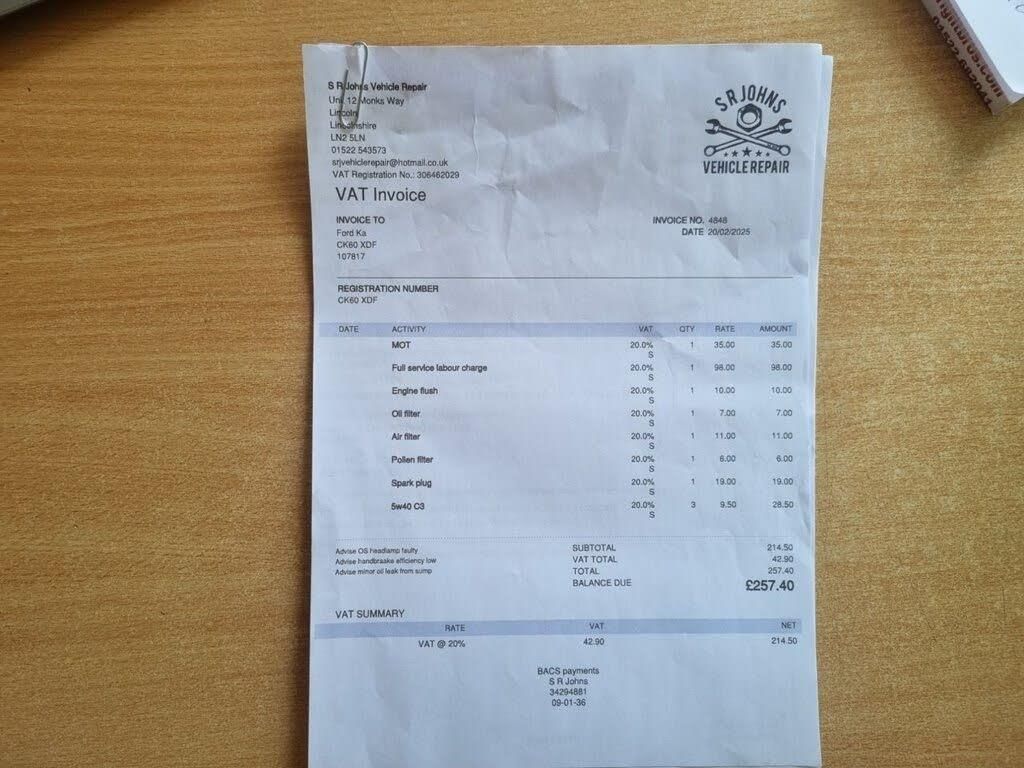 S R Johns Vehicle Repair
Unit 12 Monks Way
Lincoln
Lincolnshire
LN2 5LN
01522 543573
srjvehiclerepair@hotmail.co.uk
VAT Registration No.: 306462029
S R JOHNS
VEHICLE REPAIR
VAT Invoice
INVOICE TO
Ford Ka
CK60 XDF
107817
INVOICE NO. 4848
DATE 20/02/2025
REGISTRATION NUMBER
CK60 XDF
DATE ACTIVITY VAT QTY RATE AMOUNT
MOT 20.0% S 1 35.00 35.00
Full service labour charge 20.0% S 1 98.00 98.00
Engine flush 20.0% S 1 10.00 10.00
Oil filter 20.0% S 1 7.00 7.00
Air filter 20.0% S 1 11.00 11.00
Pollen filter 20.0% S 1 6.00 6.00
Spark plug 20.0% S 1 19.00 19.00
5w40 C3 20.0% S 3 9.50 28.50
Advise OS headlamp faulty
Advise handbraake efficiency low
Advise minor oil leak from sump
SUBTOTAL 214.50
VAT TOTAL 42.90
TOTAL 257.40
BALANCE DUE £257.40
VAT SUMMARY
RATE VAT NET
VAT @ 20% 42.90 214.50
BACS payments
S R Johns
34294881
09-01-36